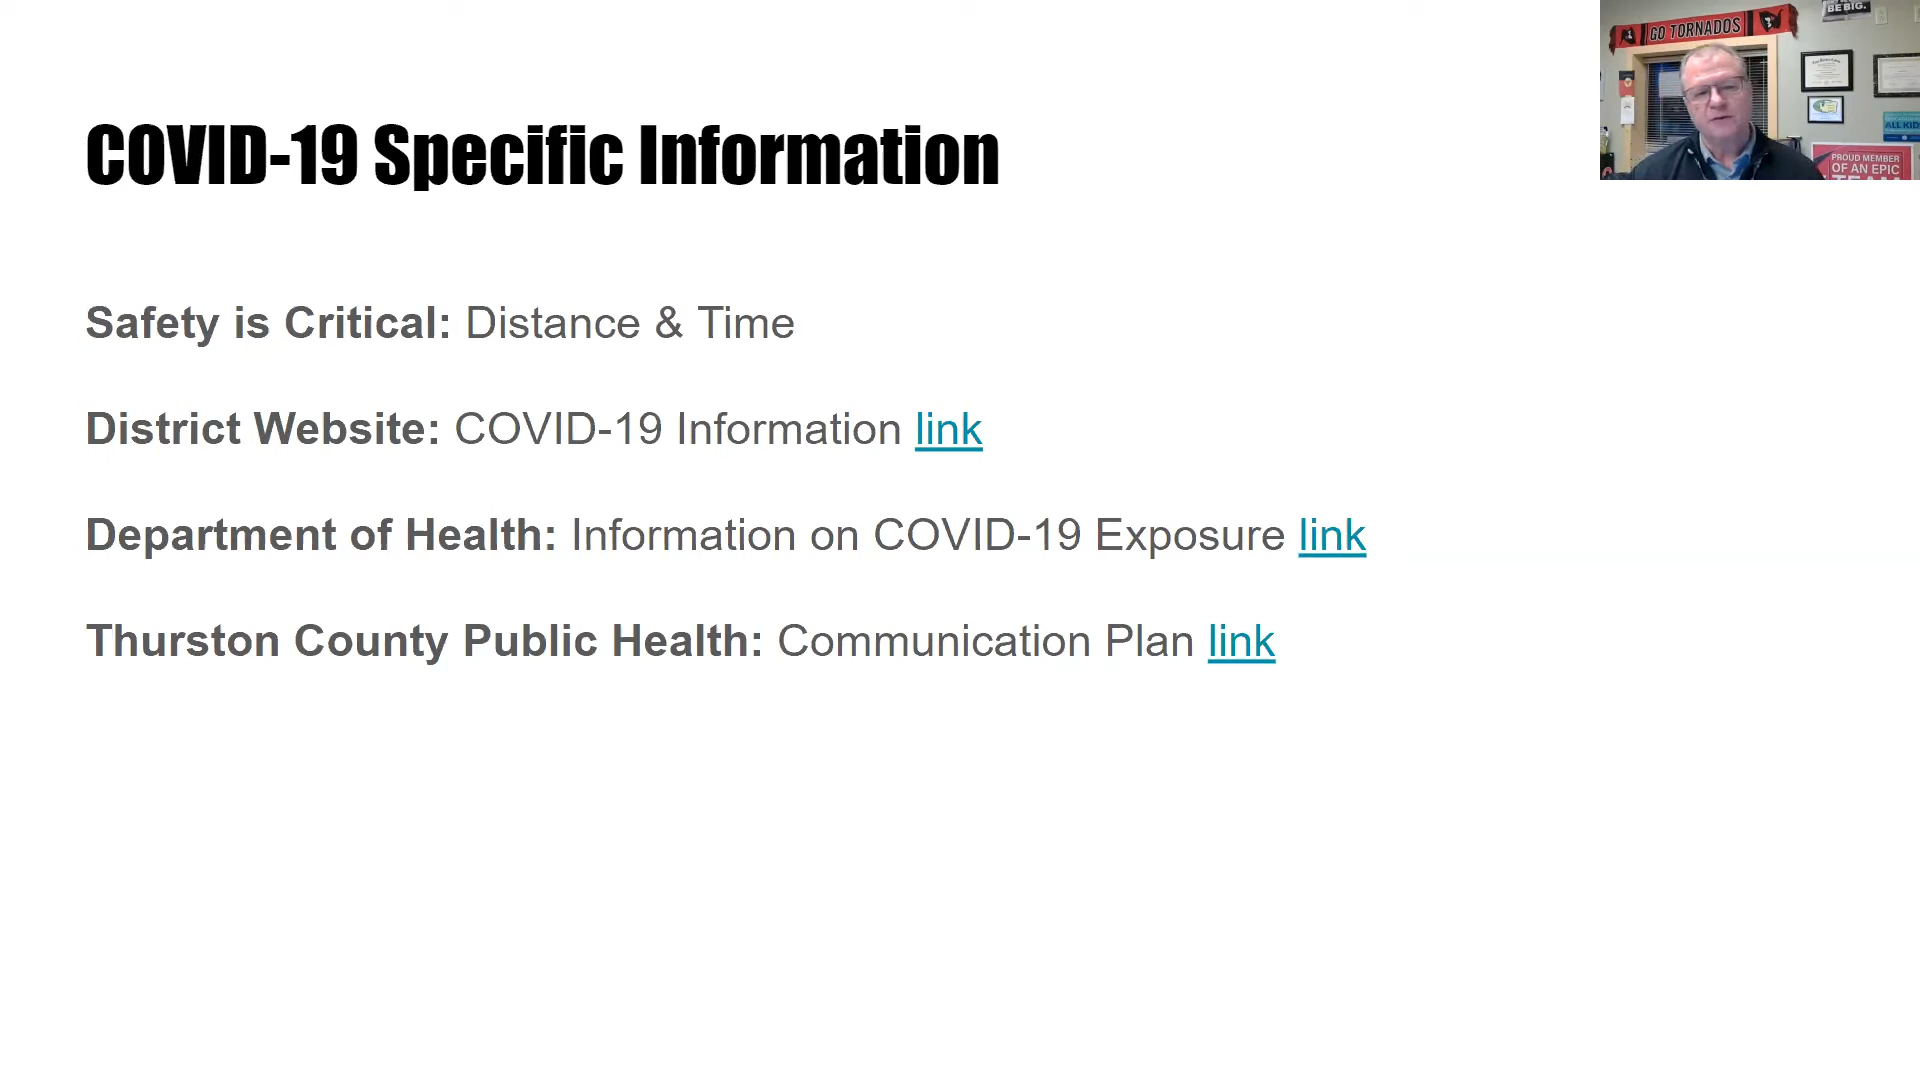 COVID-19 Specific Information
Safety is Critical: Distance & Time
District Website: COVID-19 Information link
Department of Health: Information on COVID-19 Exposure link
Thurston County Public Health: Communication Plan link
BE BIG.
GO TORNADOS
ALL KID
PROUD MEMBER
OF AN EPIC
TEAM